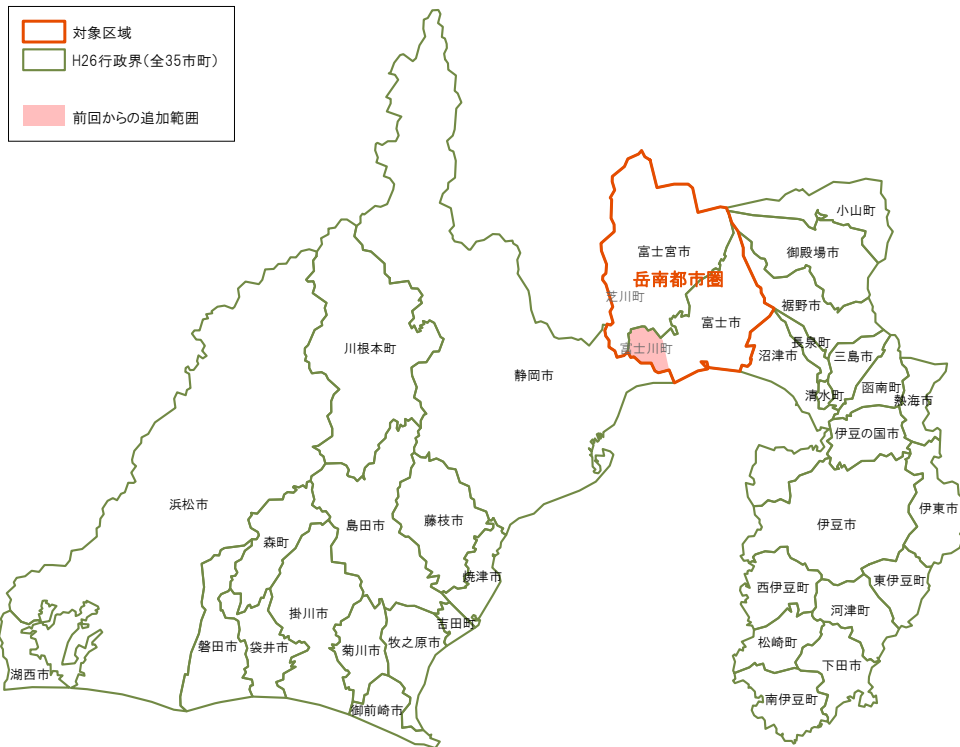 対象区域
H26行政界(全35市町)
前回からの追加範囲
小山町
富士宮市
御殿場市
岳南都市圏
芝川町
裾野市
富士市
長泉町
川根本町
富士川町
沼津市
三島市
静岡市
函南町
清水町
熱海市
伊豆の国市
浜松市
伊東市
藤枝市
島田市
伊豆市
森町
焼津市
東伊豆町
西伊豆町
河津町
掛川市
吉田町
牧之原市
松崎町
磐田市
袋井市
菊川市
下田市
湖西市
南伊豆町
御前崎市